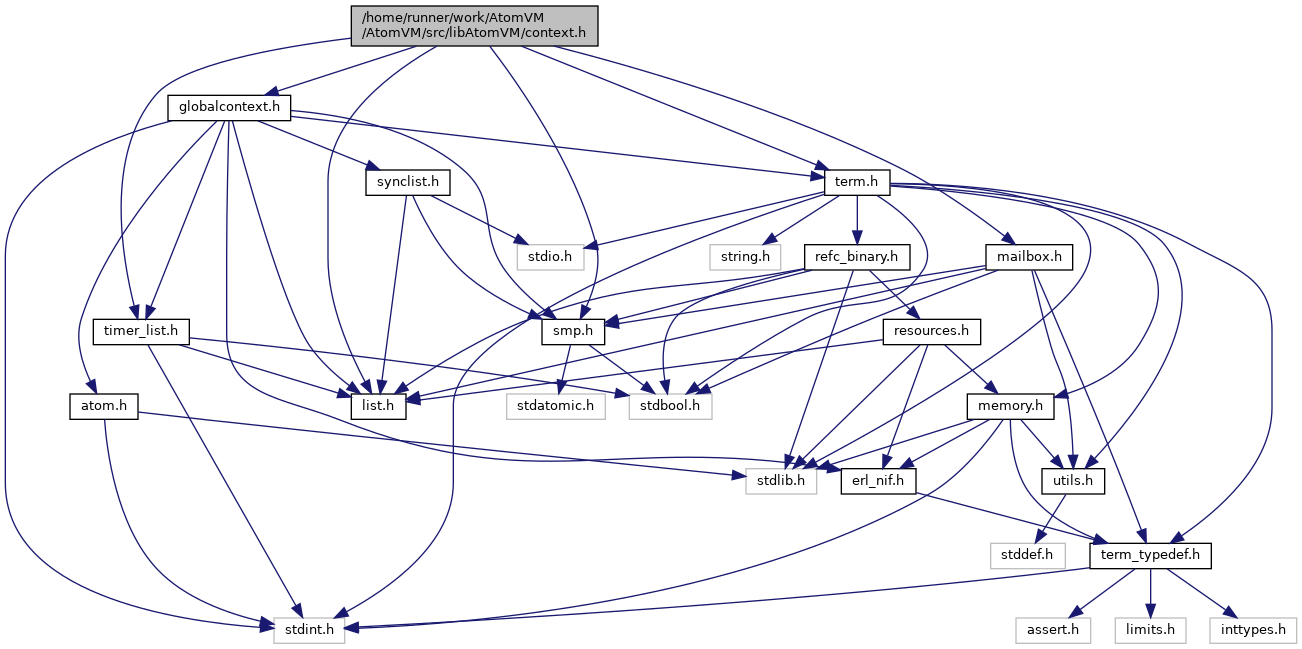 /home/runner/work/AtomVM
/AtomVM/src/libAtomVM/context.h
globalcontext.h
synclist.h
term.h
stdio.h
string.h
refc_binary.h
mailbox.h
timer_list.h
smp.h
resources.h
atom.h
list.h
stdatomic.h
stdbool.h
memory.h
stdlib.h
erl_nif.h
utils.h
stddef.h
term_typedef.h
stdint.h
assert.h
limits.h
inttypes.h